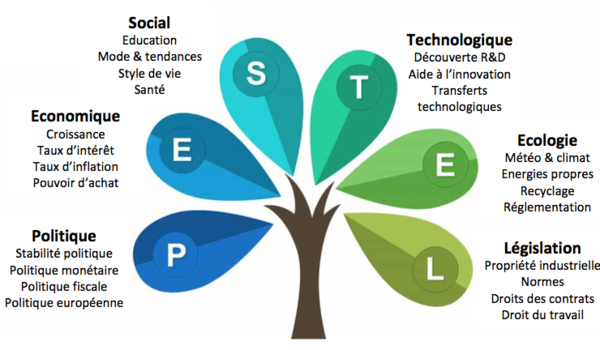 Social
Education
Mode & tendances
Style de vie
Santé
Technologique
Découverte R&D
Aide à l'innovation
Transferts
technologiques
Economique
Croissance
Taux d'intérêt
Taux d'inflation
Pouvoir d'achat
Ecologie
Météo & climat
Energies propres
Recyclage
Réglementation
Politique
Stabilité politique
Politique monétaire
Politique fiscale
Politique européenne
Législation
Propriété industrielle
Normes
Droits des contrats
Droit du travail
P
E
S
T
E
L